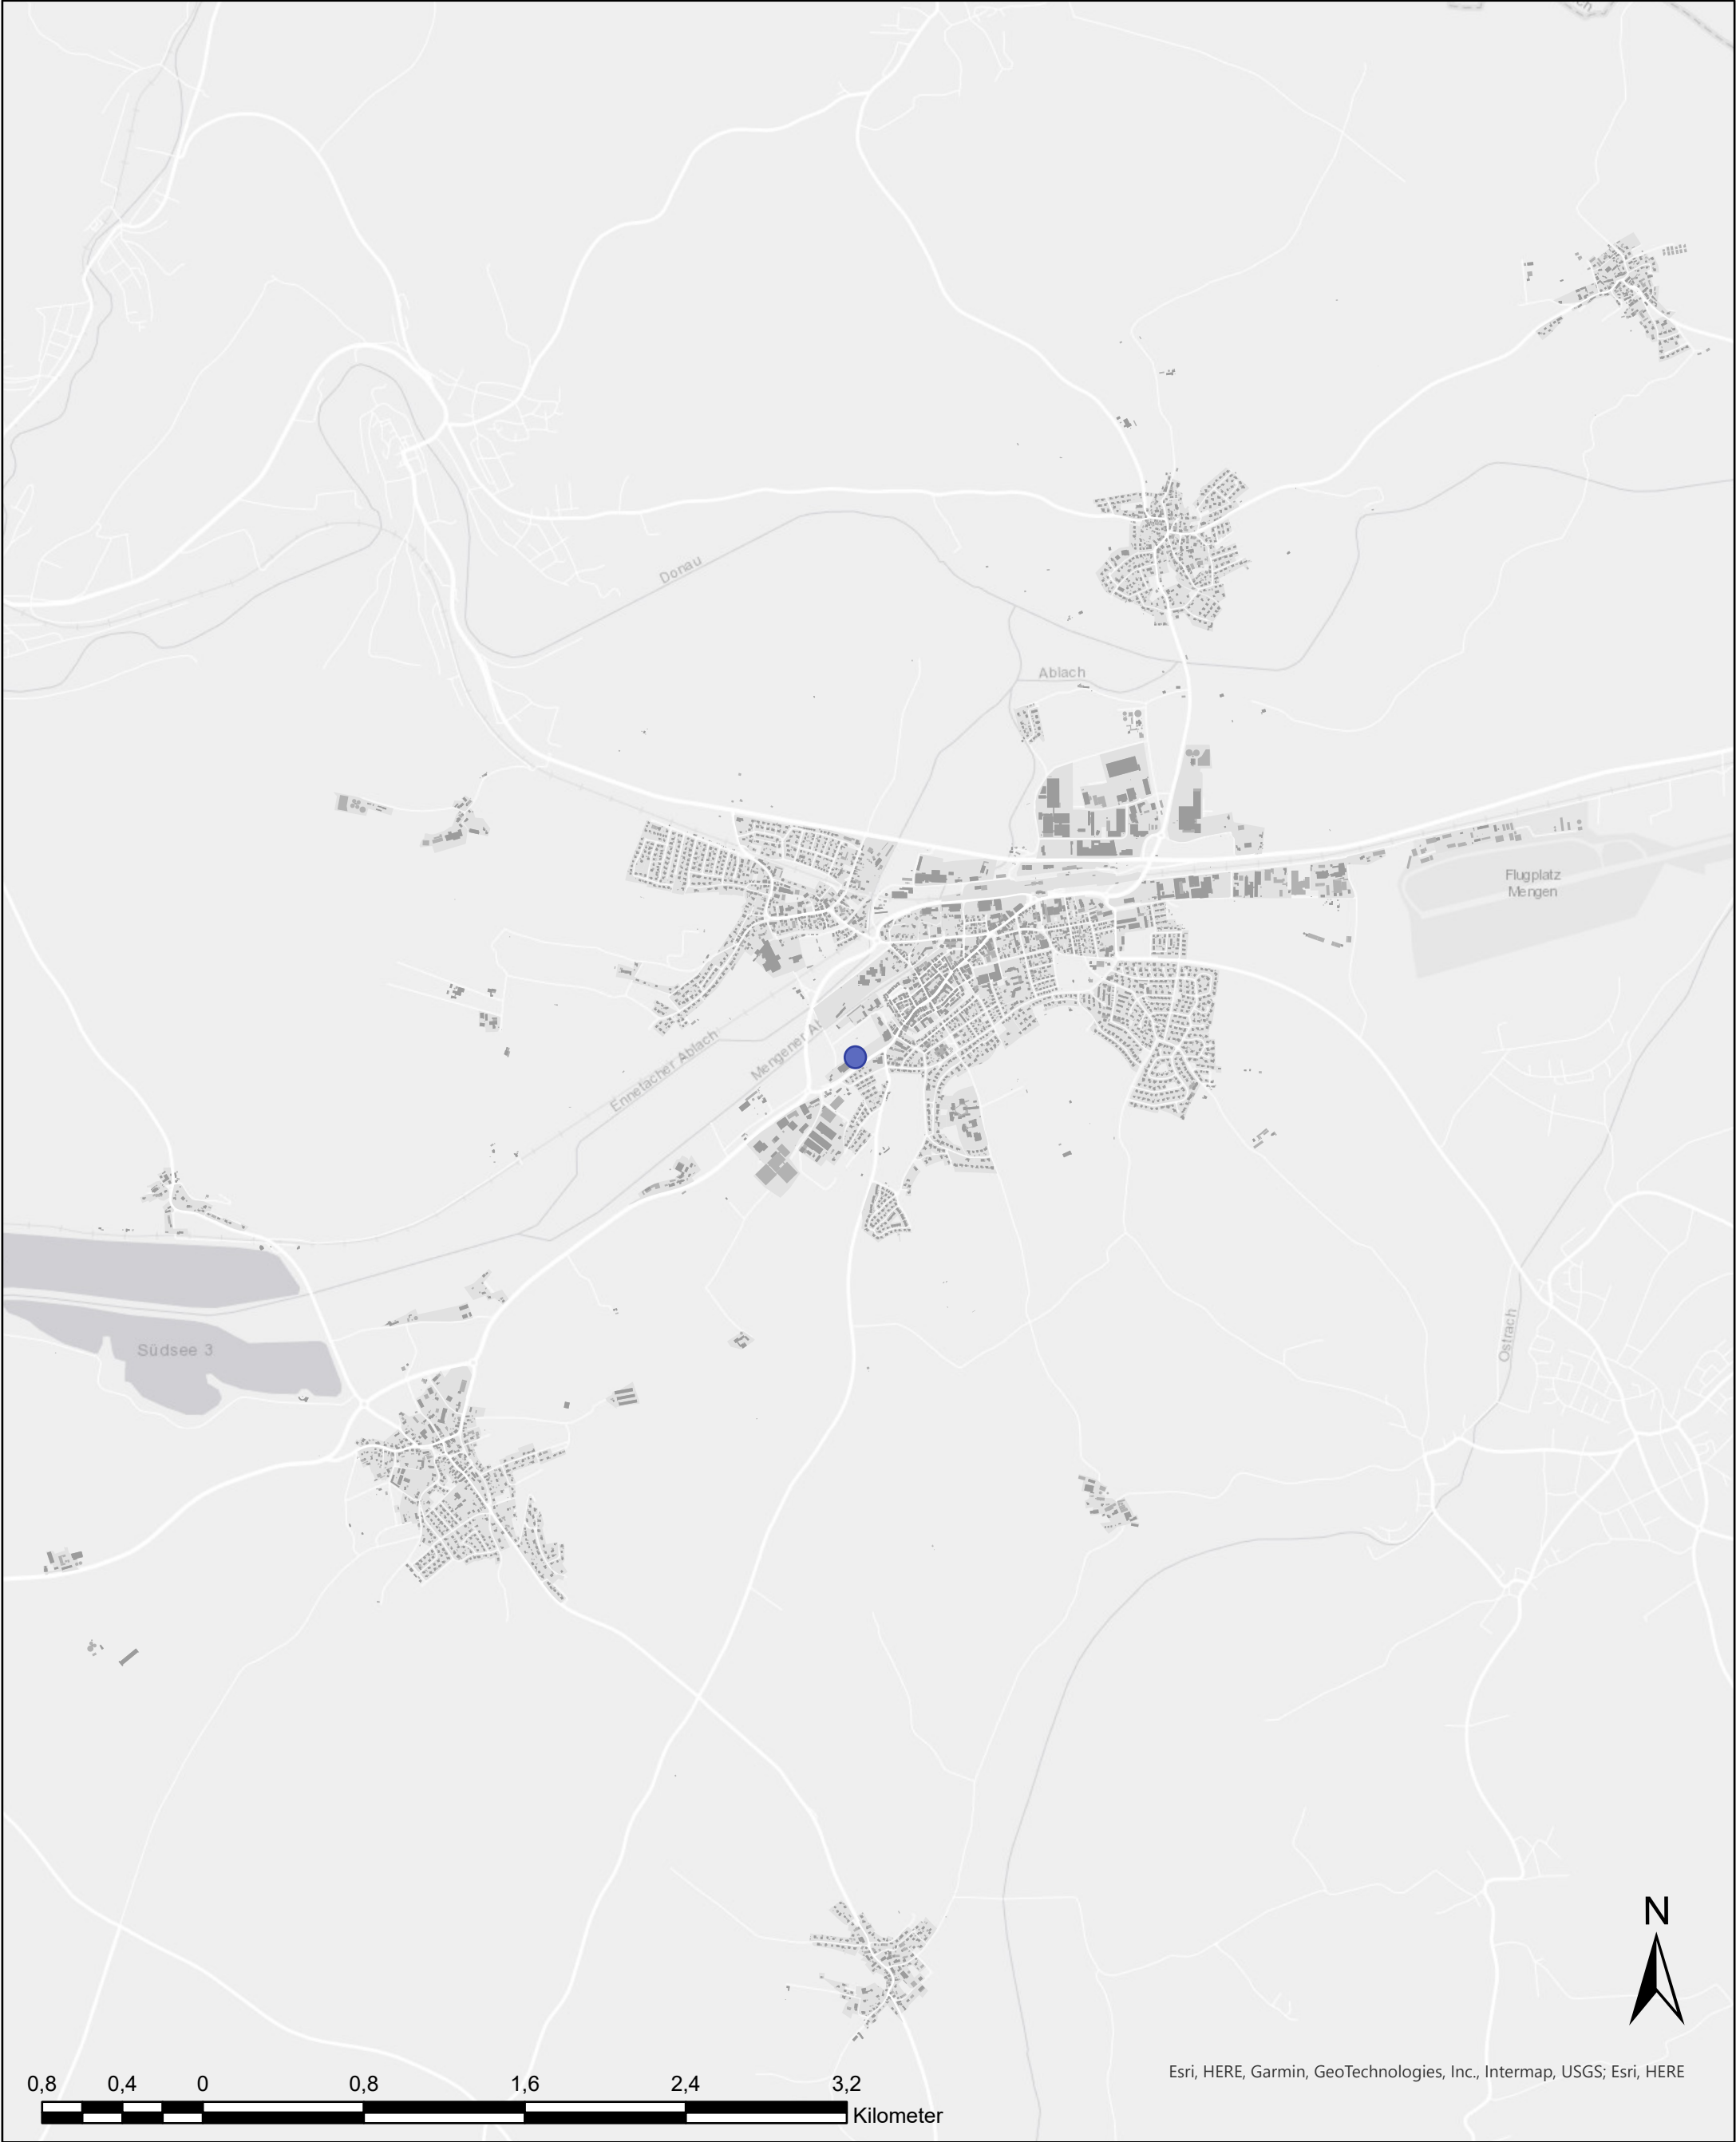 Donau
Ablach
Flugplatz
Mengen
Ennetacher Ablach
Mengener Al
Ostrach
Südsee 3
N
Esri, HERE, Garmin, GeoTechnologies, Inc., Intermap, USGS; Esri, HERE
0,8 0,4 0 0,8 1,6 2,4 3,2
Kilometer